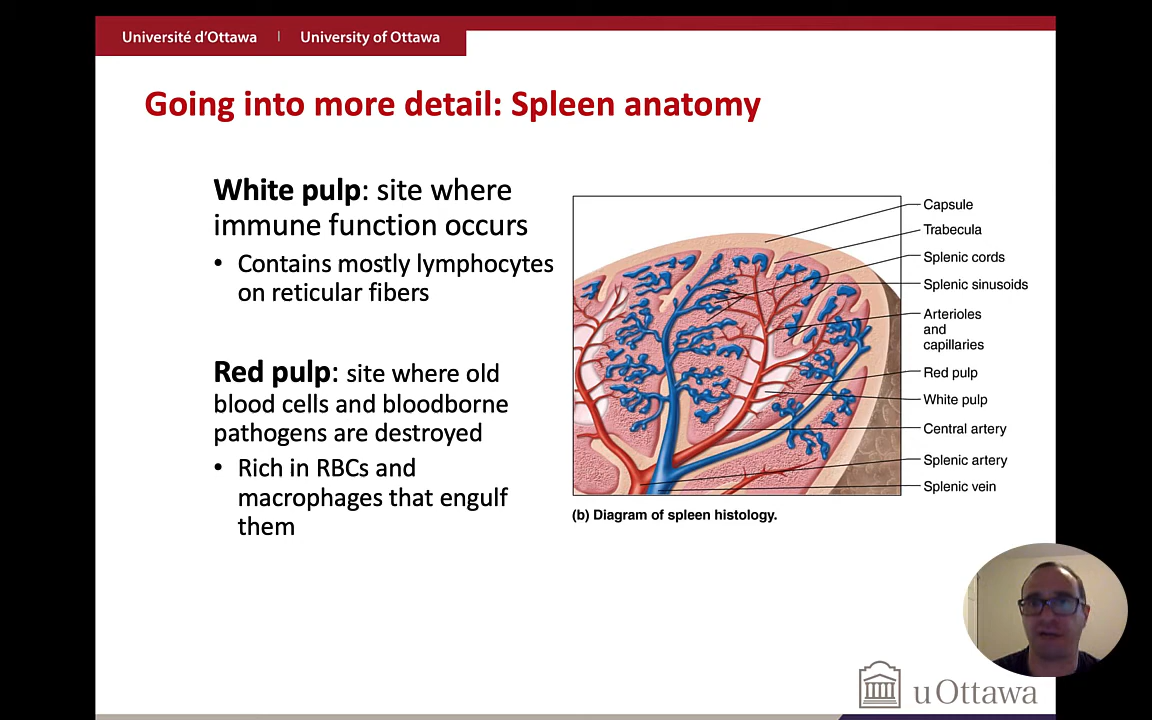 Université d'Ottawa | University of Ottawa
Going into more detail: Spleen anatomy
White pulp: site where
immune function occurs
• Contains mostly lymphocytes
on reticular fibers
Red pulp: site where old
blood cells and bloodborne
pathogens are destroyed
• Rich in RBCs and
macrophages that engulf
them
Capsule
Trabecula
Splenic cords
Splenic sinusoids
Arterioles
and
capillaries
Red pulp
White pulp
Central artery
Splenic artery
Splenic vein
(b) Diagram of spleen histology.
uOttawa